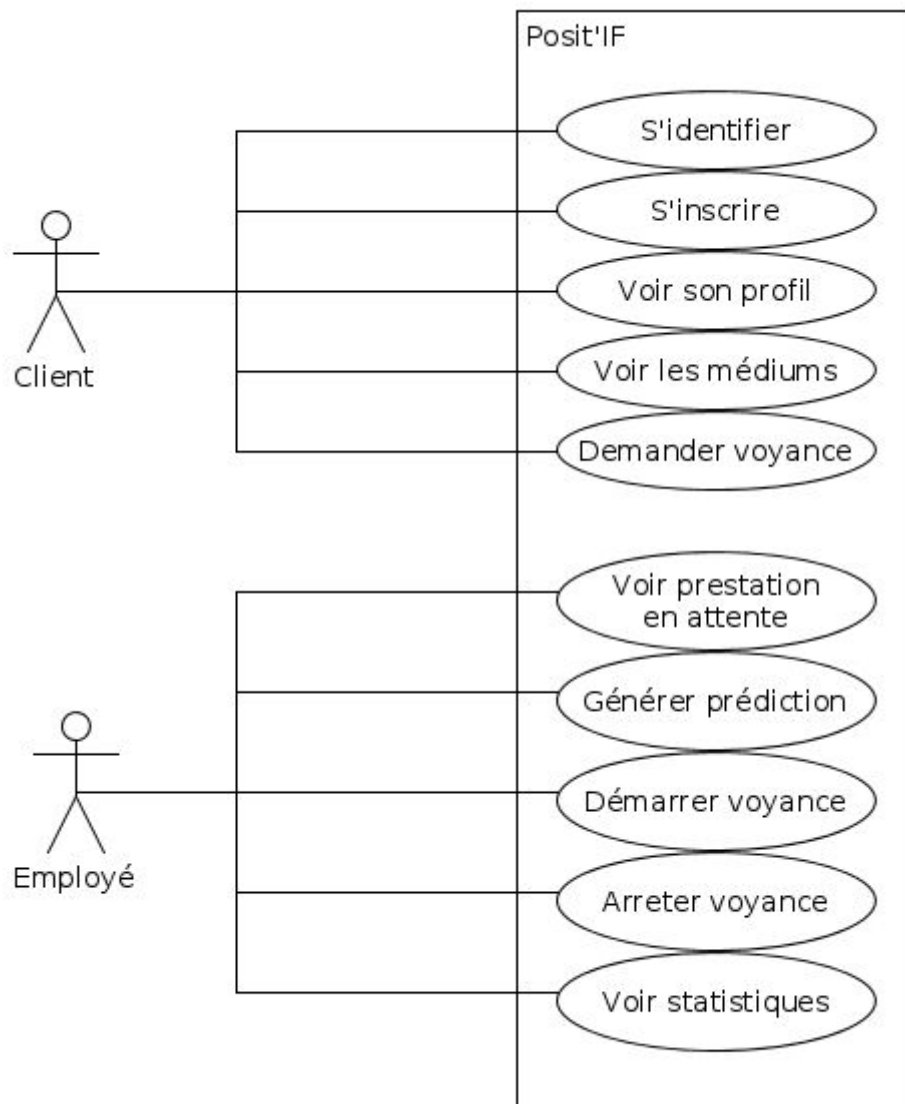 Posit'IF
S'identifier
S'inscrire
Voir son profil
Voir les médiums
Demander voyance
Client
Voir prestation
en attente
Générer prédiction
Démarrer voyance
Arreter voyance
Voir statistiques
Employé